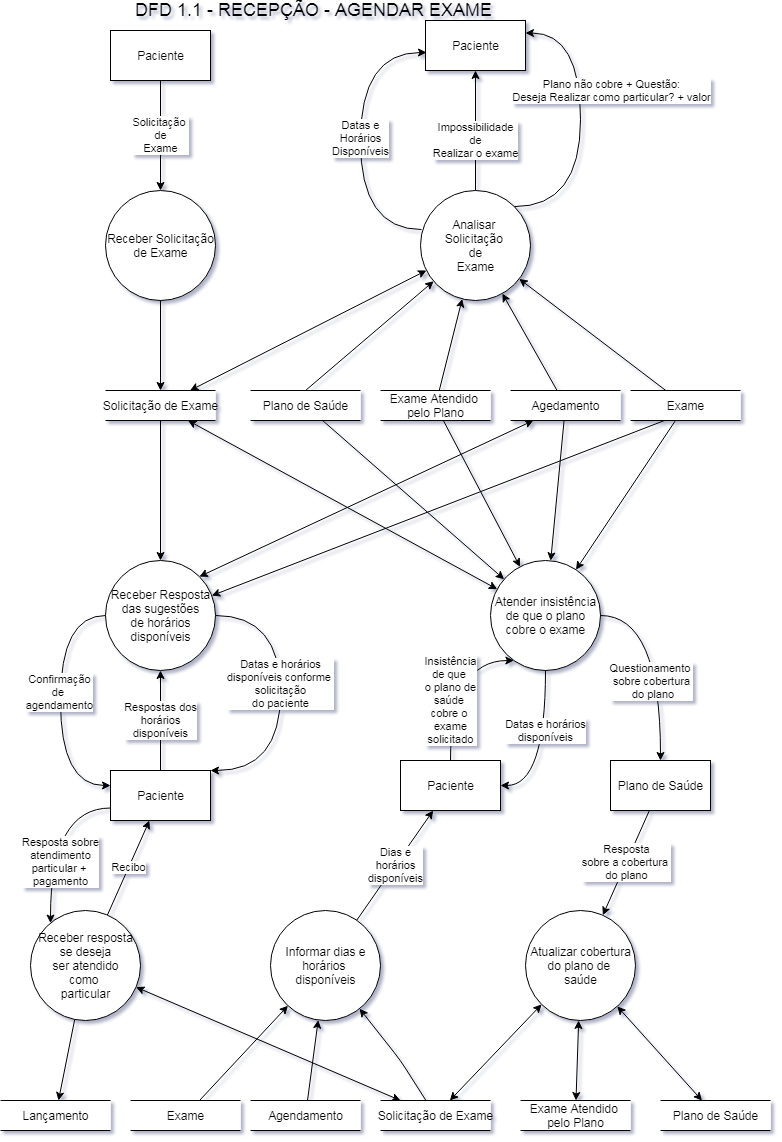 DFD 1.1 - RECEPÇÃO - AGENDAR EXAME
Paciente
Paciente
Solicitação
de
Exame
Datas e
Horários
Disponíveis
Impossibilidade
de
Realizar o exame
Plano não cobre + Questão:
Deseja Realizar como particular? + valor
Receber Solicitação
de Exame
Analisar
Solicitação
de
Exame
Solicitação de Exame
Plano de Saúde
Exame Atendido
pelo Plano
Agedamento
Exame
Receber Resposta
das sugestões
de horários
disponíveis
Atender insistência
de que o plano
cobre o exame
Confirmação
de
agendamento
Respostas dos
horários
disponíveis
Datas e horários
disponíveis conforme
solicitação
do paciente
Insistência
de que
o plano de
saúde
cobre o
exame
solicitado
Datas e horários
disponíveis
Questionamento
sobre cobertura
do plano
Paciente
Paciente
Plano de Saúde
Resposta sobre
atendimento
particular +
pagamento
Recibo
Dias e
horários
disponíveis
Resposta
sobre a cobertura
do plano
Receber resposta
se deseja
ser atendido
como
particular
Informar dias e
horários
disponíveis
Atualizar cobertura
do plano de
saúde
Lançamento
Exame
Agendamento
Solicitação de Exame
Exame Atendido
pelo Plano
Plano de Saúde